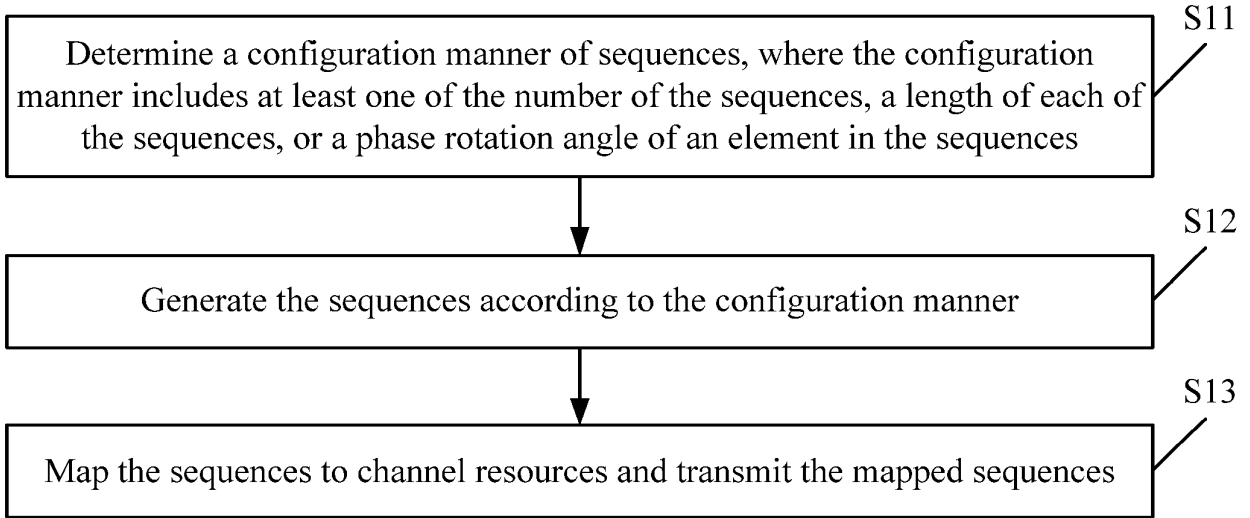 S11
Determine a configuration manner of sequences, where the configuration
manner includes at least one of the number of the sequences, a length of each of
the sequences, or a phase rotation angle of an element in the sequences
S12
Generate the sequences according to the configuration manner
S13
Map the sequences to channel resources and transmit the mapped sequences